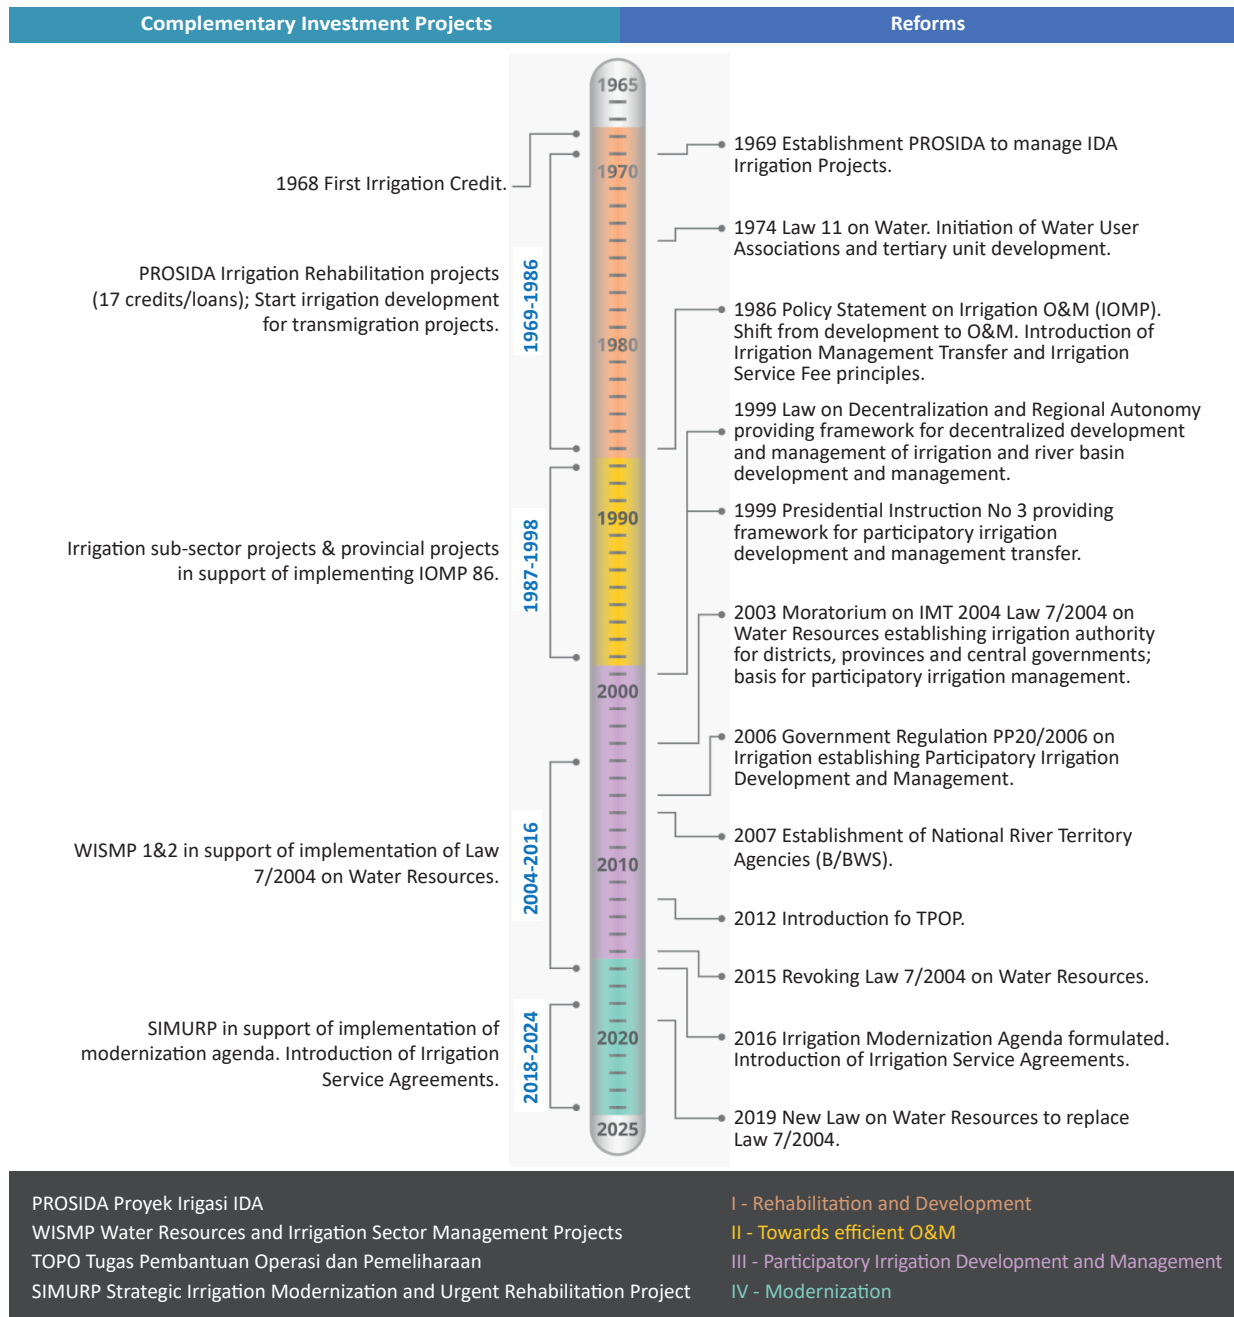 Complementary Investment Projects
Reforms
1965
1970
1980
1990
2000
2010
2020
2025
1968 First Irrigation Credit.
1969-1986
PROSIDA Irrigation Rehabilitation projects
(17 credits/loans); Start irrigation development
for transmigration projects.
1987-1998
Irrigation sub-sector projects & provincial projects
in support of implementing IOMP 86.
2004-2016
WISMP 1&2 in support of implementation of Law
7/2004 on Water Resources.
2018-2024
SIMURP in support of implementation of
modernization agenda. Introduction of Irrigation
Service Agreements.
1969 Establishment PROSIDA to manage IDA
Irrigation Projects.
1974 Law 11 on Water. Initiation of Water User
Associations and tertiary unit development.
1986 Policy Statement on Irrigation O&M (IOMP).
Shift from development to O&M. Introduction of
Irrigation Management Transfer and Irrigation
Service Fee principles.
1999 Law on Decentralization and Regional Autonomy
providing framework for decentralized development
and management of irrigation and river basin
development and management.
1999 Presidential Instruction No 3 providing
framework for participatory irrigation
development and management transfer.
2003 Moratorium on IMT 2004 Law 7/2004 on
Water Resources establishing irrigation authority
for districts, provinces and central governments;
basis for participatory irrigation management.
2006 Government Regulation PP20/2006 on
Irrigation establishing Participatory Irrigation
Development and Management.
2007 Establishment of National River Territory
Agencies (B/BWS).
2012 Introduction fo TPOP.
2015 Revoking Law 7/2004 on Water Resources.
2016 Irrigation Modernization Agenda formulated.
Introduction of Irrigation Service Agreements.
2019 New Law on Water Resources to replace
Law 7/2004.
PROSIDA Proyek Irigasi IDA
WISMP Water Resources and Irrigation Sector Management Projects
TOPO Tugas Pembantuan Operasi dan Pemeliharaan
SIMURP Strategic Irrigation Modernization and Urgent Rehabilitation Project
I - Rehabilitation and Development
II - Towards efficient O&M
III - Participatory Irrigation Development and Management
IV - Modernization